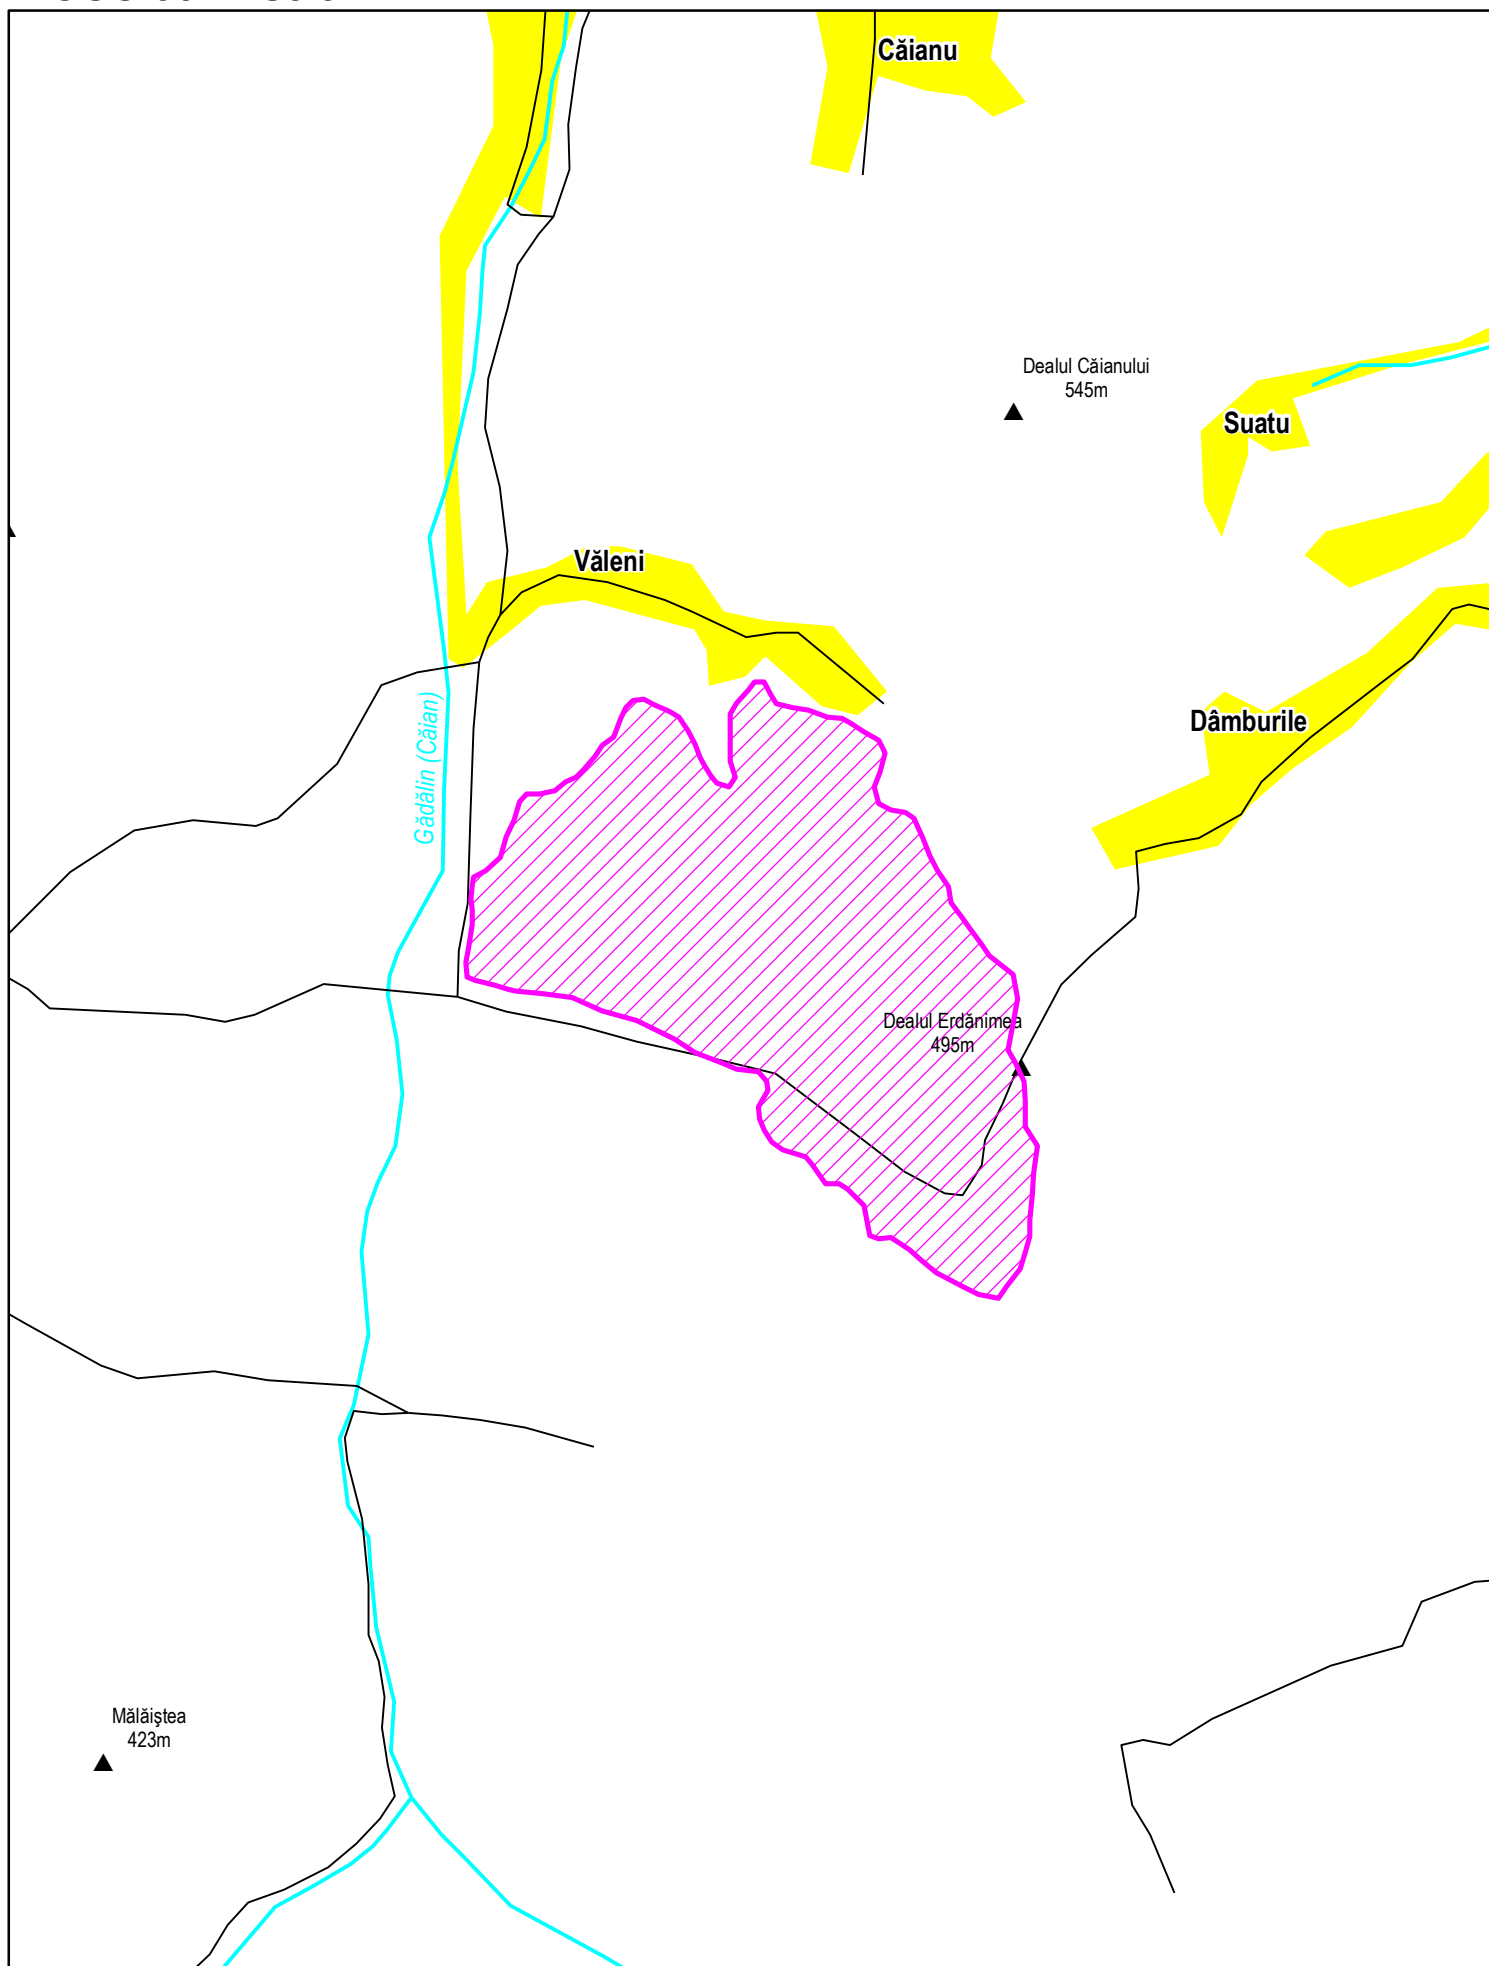 Căianu
Dealul Căianului
545m
Suatu
Văleni
Dâmburile
Gădălin (Căian)
Dealul Erdănimea
495m
Mălăiştea
423m